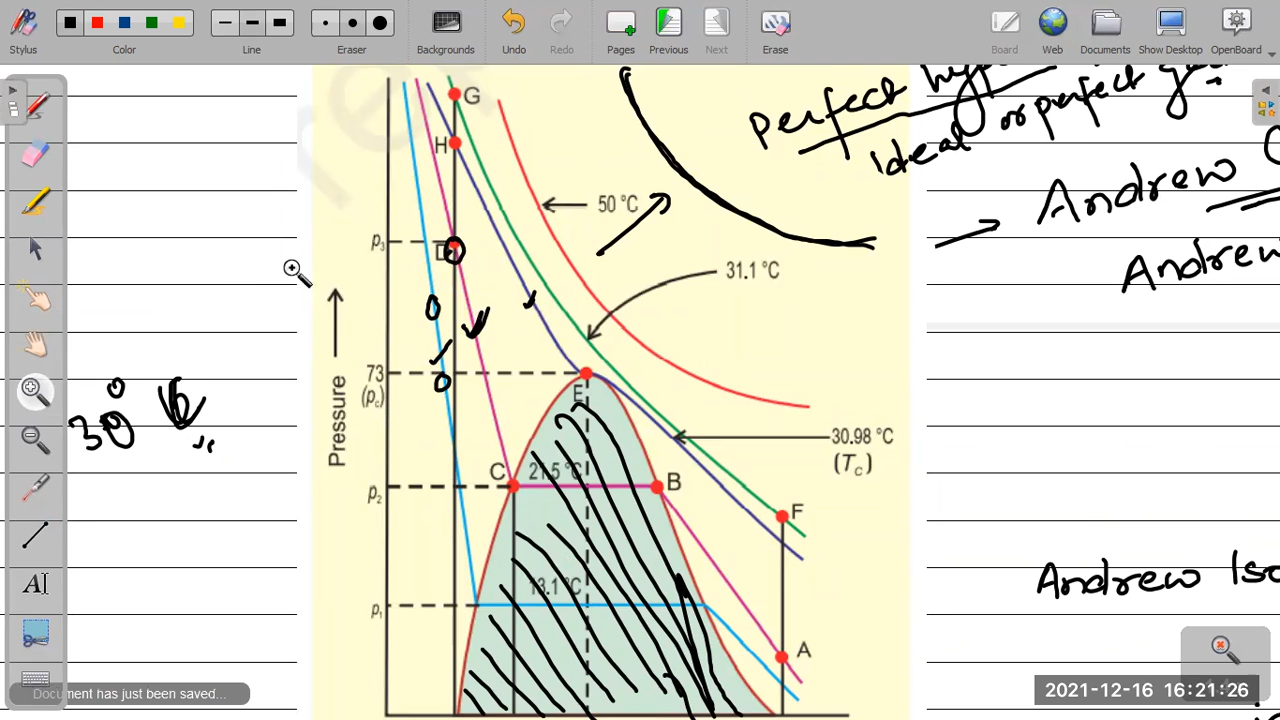 Stylus
Color
Line
Eraser
Backgrounds
Undo
Redo
Pages
Previous
Next
Erase
Board
Web
Documents
Show Desktop
OpenBoard
G
H
50 °C
Perfect
ideal or perfect gas
Andrew
Andrew
p₃
D
31.1 °C
73
(p꜀)
E
Pressure
30°
30.98 °C
(T꜀)
C
21.5 °C
B
p₂
F
13.1 °C
Andrew Iso
p₁
A
Document has just been saved...
2021-12-16 16:21:26